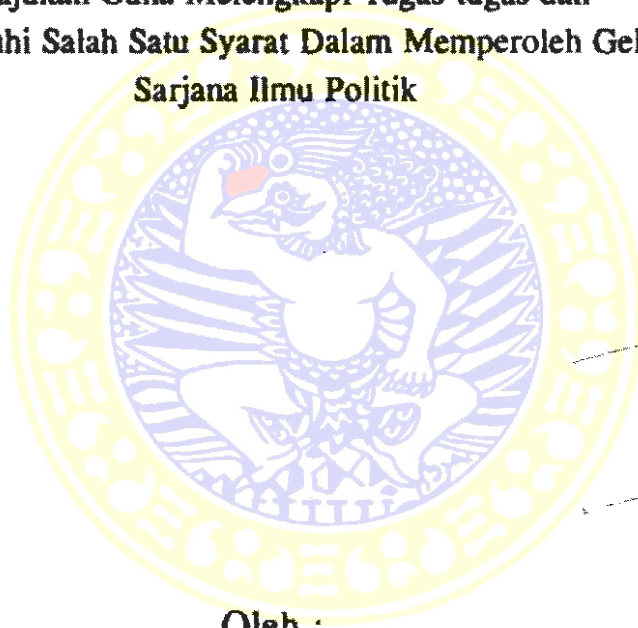 Guna Melengkapi Tugas-tugas dan
Salah Satu Syarat Dalam Memperoleh
Sarjana Ilmu Politik
Oleh :